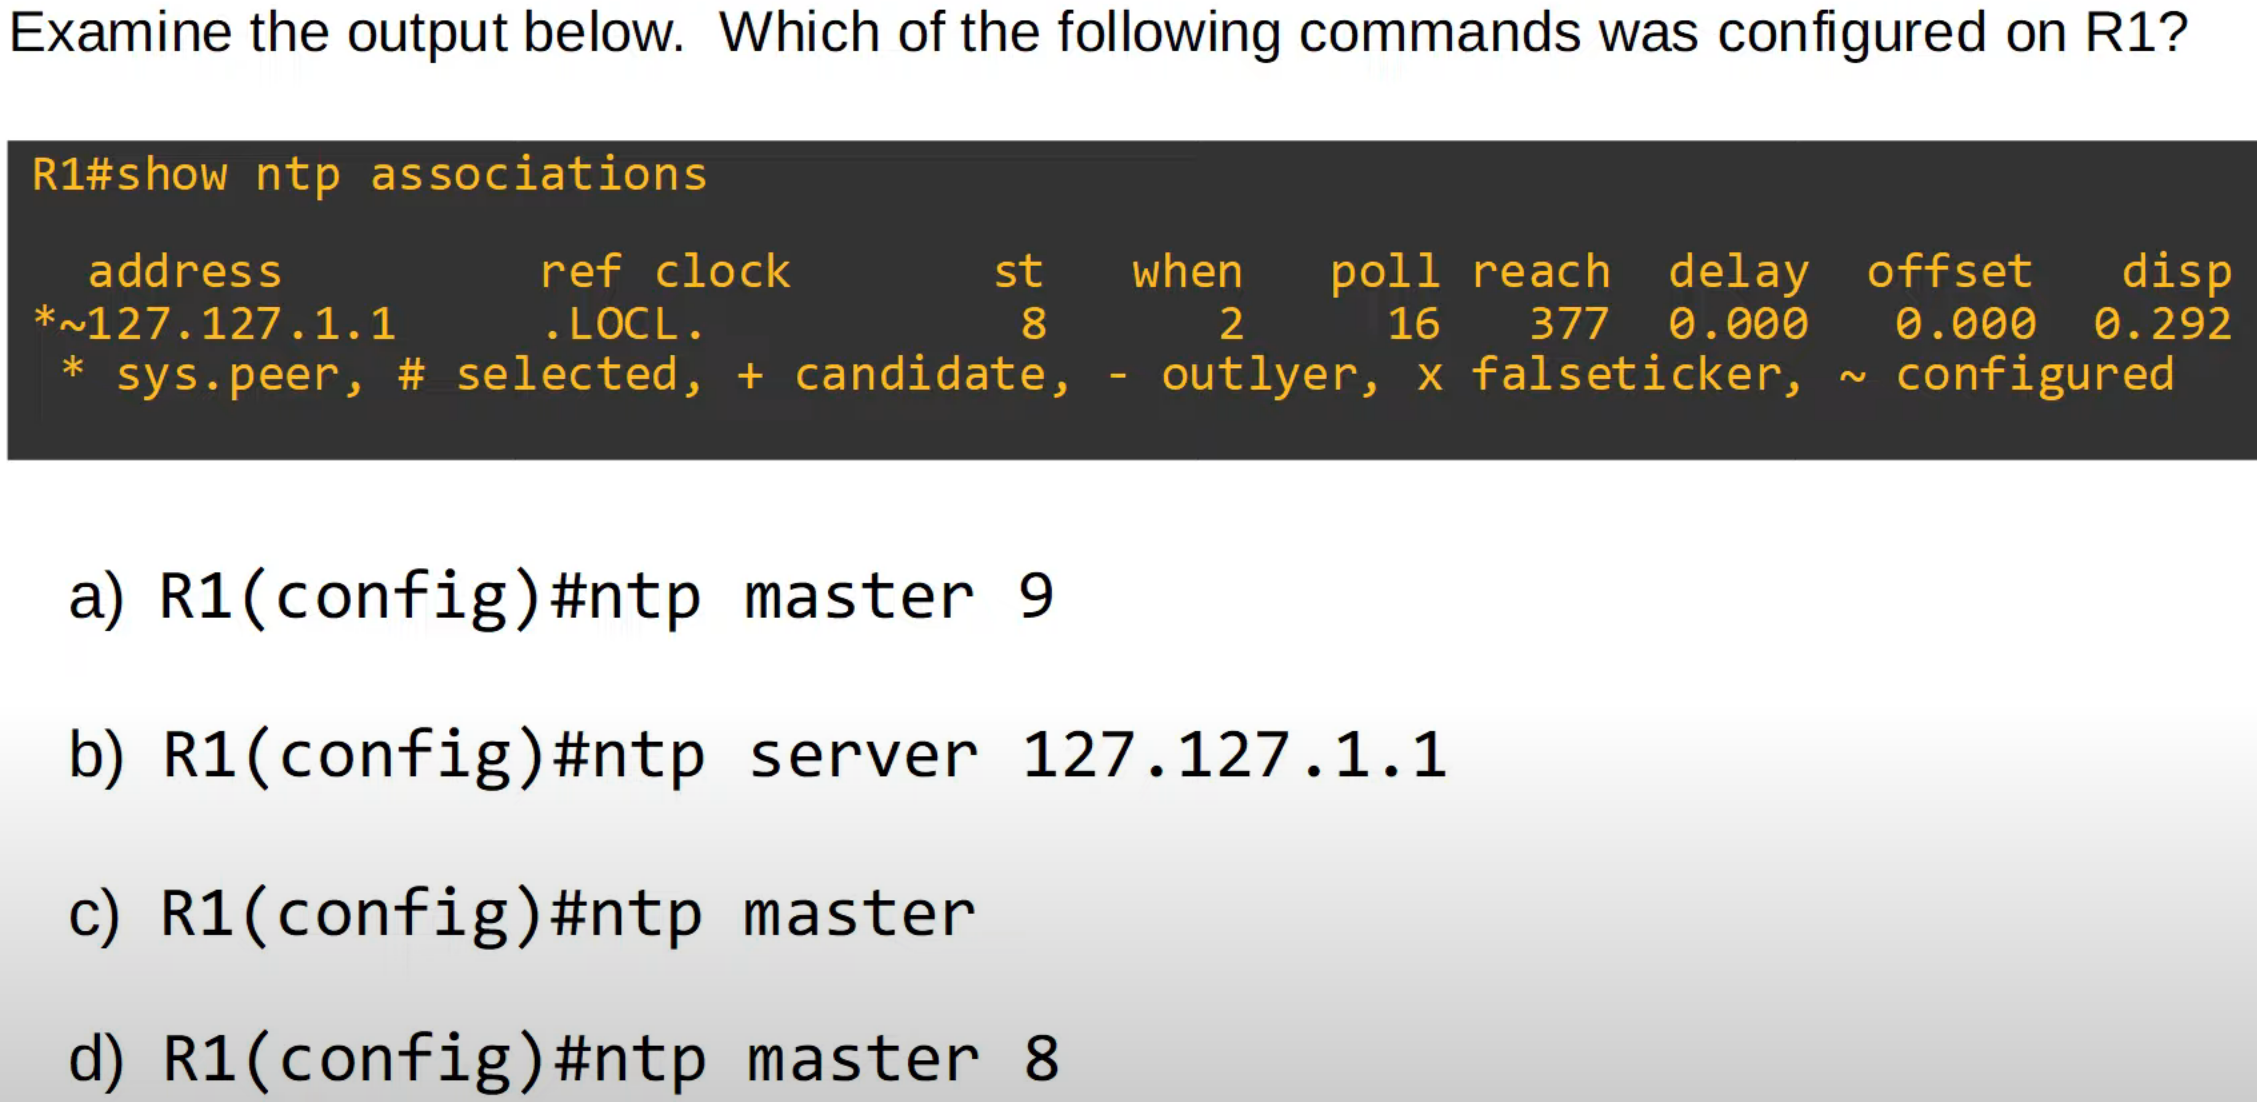 Examine the output below.  Which of the following commands was configured on R1?
R1#show ntp associations
address ref clock st when poll reach delay offset disp
*~127.127.1.1 .LOCL. 8 2 16 377 0.000 0.000 0.292
* sys.peer, # selected, + candidate, - outlyer, x falseticker, ~ configured
a) R1(config)#ntp master 9
b) R1(config)#ntp server 127.127.1.1
c) R1(config)#ntp master
d) R1(config)#ntp master 8